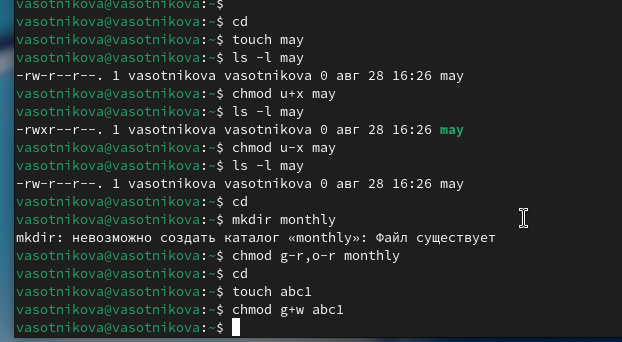 vasotnikova@vasotnikova:~$
vasotnikova@vasotnikova:~$ cd
vasotnikova@vasotnikova:~$ touch may
vasotnikova@vasotnikova:~$ ls -l may
-rw-r--r--. 1 vasotnikova vasotnikova 0 авг 28 16:26 may
vasotnikova@vasotnikova:~$ chmod u+x may
vasotnikova@vasotnikova:~$ ls -l may
-rwxr--r--. 1 vasotnikova vasotnikova 0 авг 28 16:26 may
vasotnikova@vasotnikova:~$ chmod u-x may
vasotnikova@vasotnikova:~$ ls -l may
-rw-r--r--. 1 vasotnikova vasotnikova 0 авг 28 16:26 may
vasotnikova@vasotnikova:~$ cd
vasotnikova@vasotnikova:~$ mkdir monthly
mkdir: невозможно создать каталог «monthly»: Файл существует
vasotnikova@vasotnikova:~$ chmod g-r,o-r monthly
vasotnikova@vasotnikova:~$ cd
vasotnikova@vasotnikova:~$ touch abc1
vasotnikova@vasotnikova:~$ chmod g+w abc1
vasotnikova@vasotnikova:~$